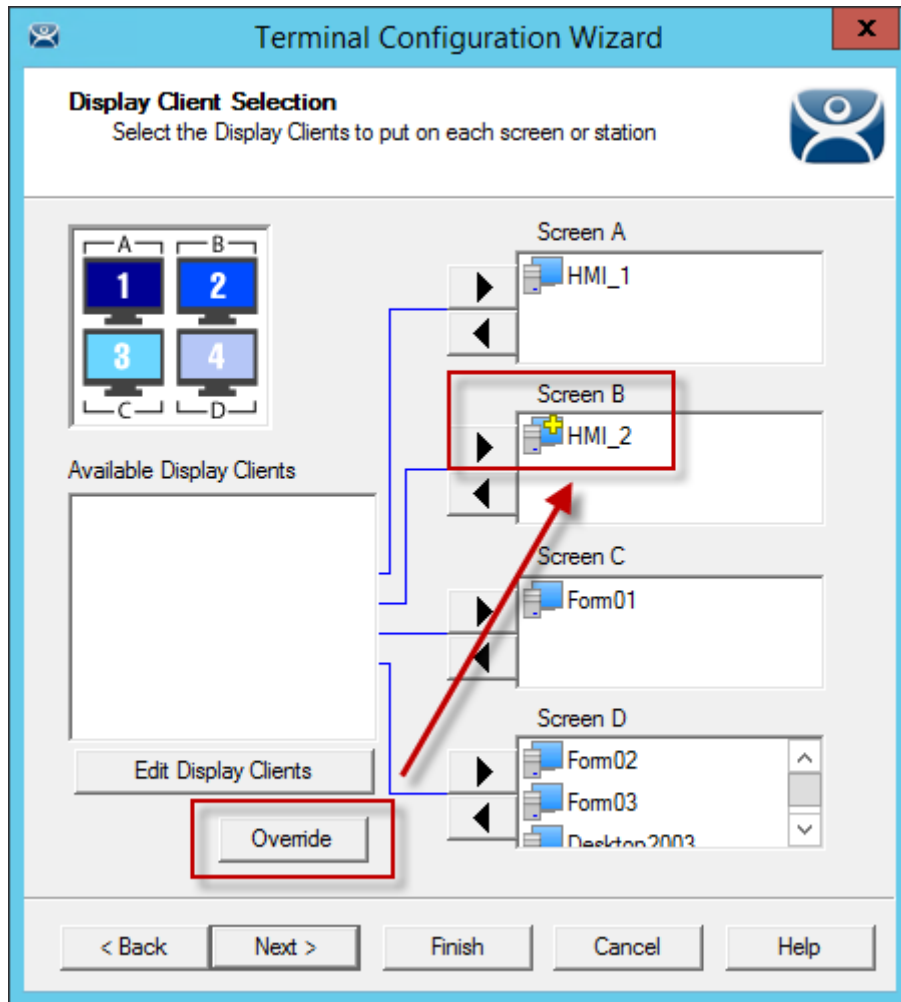 Terminal Configuration Wizard
x
Display Client Selection
Select the Display Clients to put on each screen or station
A B
1 2
3 4
C D
Screen A
HMI_1
Screen B
HMI_2
Available Display Clients
Screen C
Form01
Screen D
Form02
Form03
Desktop2003
Edit Display Clients
Override
< Back Next > Finish Cancel Help